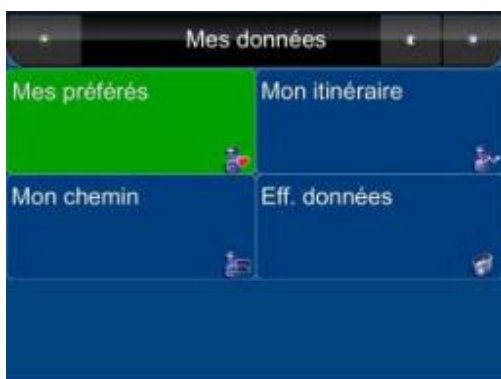 Mes données
Mes préférés
Mon itinéraire
Mon chemin
Eff. données